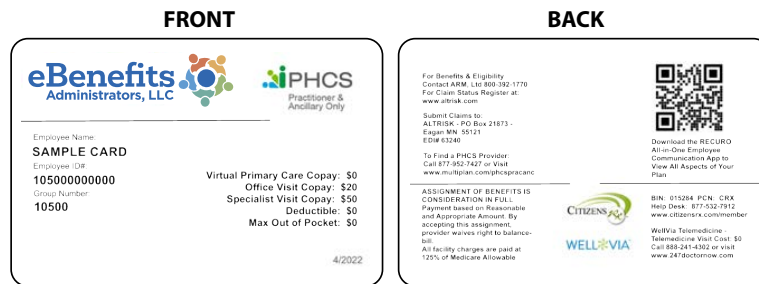 FRONT
eBenefits
Administrators, LLC
PHCS
Practitioner &
Ancillary Only
Employee Name:
SAMPLE CARD
Employee ID#:
105000000000
Group Number:
10500
Virtual Primary Care Copay: $0
Office Visit Copay: $20
Specialist Visit Copay: $50
Deductible: $0
Max Out of Pocket: $0
4/2022
BACK
For Benefits & Eligibility
Contact ARM, Ltd 800-392-1770
For Claim Status Register at:
www.altrisk.com
Submit Claims to:
ALTRISK - PO Box 21873 -
Eagan MN 55121
EDI# 63240
To Find a PHCS Provider:
Call 877-952-7427 or Visit
www.multiplan.com/phcspracanc
Download the RECURO
All-in-One Employee
Communication App to
View All Aspects of Your
Plan
ASSIGNMENT OF BENEFITS IS
CONSIDERATION IN FULL
Payment based on Reasonable
and Appropriate Amount. By
accepting this assignment,
provider waives right to balance-
bill.
All facility charges are paid at
125% of Medicare Allowable
CITIZENS Rx
WELLVIA
BIN: 015284 PCN: CRX
Help Desk: 877-532-7912
www.citizensrx.com/member
WellVia Telemedicine -
Telemedicine Visit Cost: $0
Call 888-241-4302 or visit
www.247doctornow.com